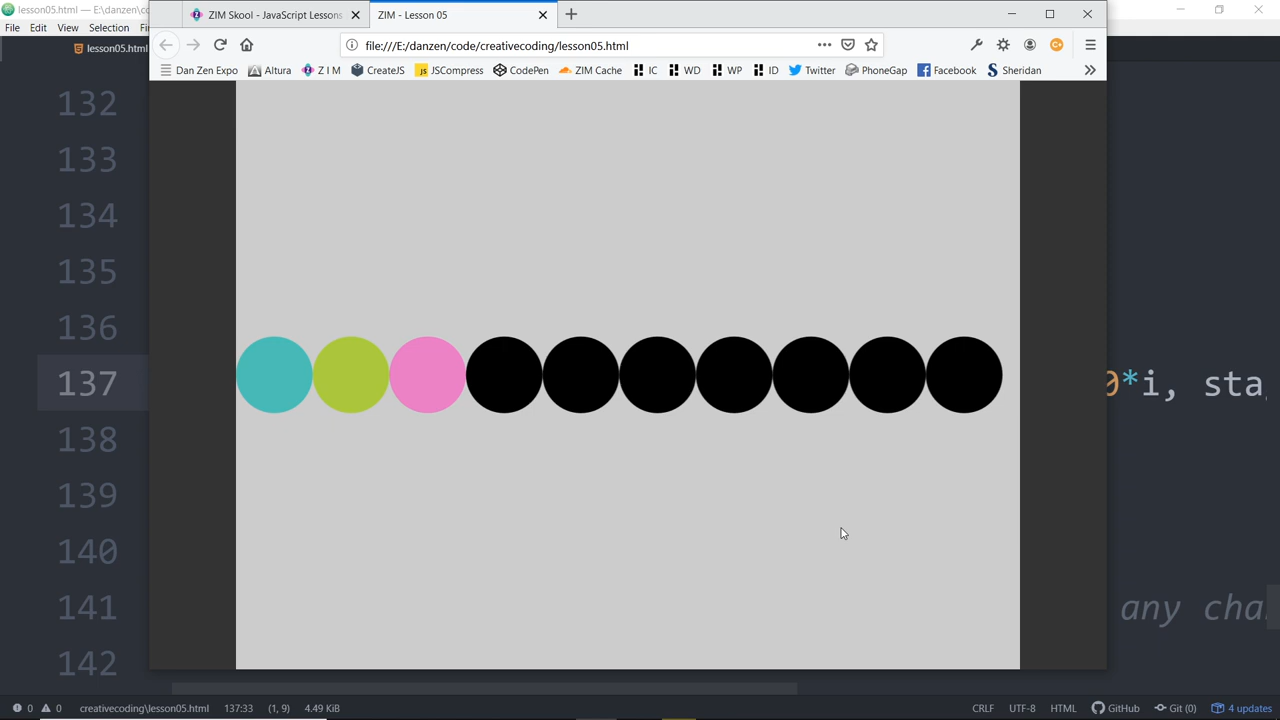 lesson05.html — E:\danzen\co
File Edit View Selection Fin
lesson05.html
ZIM Skool - JavaScript Lessons
ZIM - Lesson 05
file:///E:/danzen/code/creativecoding/lesson05.html
Dan Zen Expo Altura Z I M CreateJS JSCompress CodePen ZIM Cache IC WD WP ID Twitter PhoneGap Facebook Sheridan
132
133
134
135
136
137 0*i, sta
138
139
140
141 any cha
142
0 0 creativecoding\lesson05.html 137:33 (1, 9) 4.49 KiB CRLF UTF-8 HTML GitHub Git (0) 4 updates